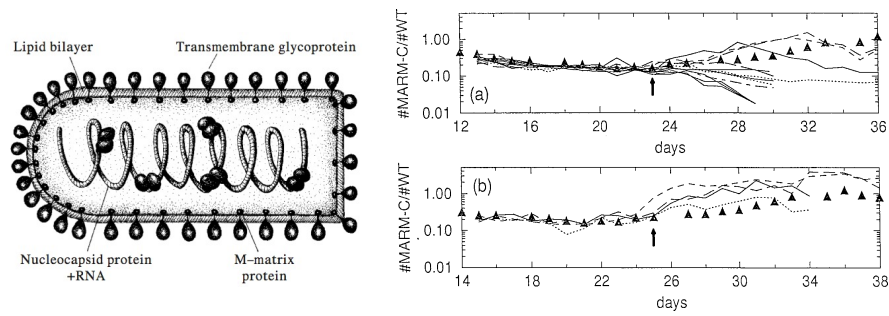 Lipid bilayer
Transmembrane glycoprotein
Nucleocapsid protein
+RNA
M–matrix
protein
#MARM-C/#WT
1.00
0.10
0.01
(a)
12 16 20 24 28 32 36
days
#MARM-C/#WT
1.00
0.10
0.01
(b)
14 18 22 26 30 34 38
days